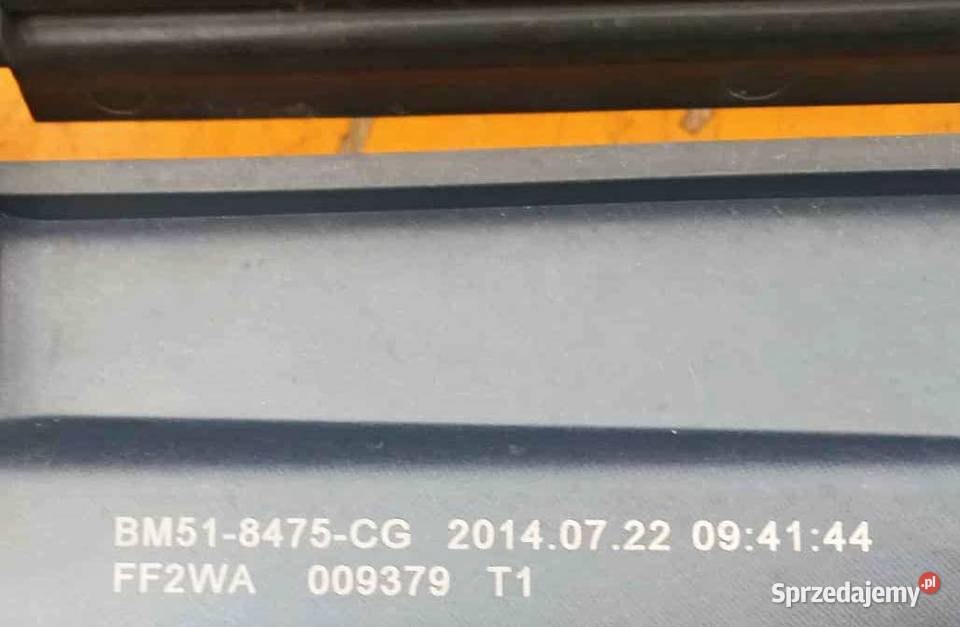 BM51-8475-CG 2014.07.22 09:41:44
FF2WA 009379 T1
Sprzedajemy.pl